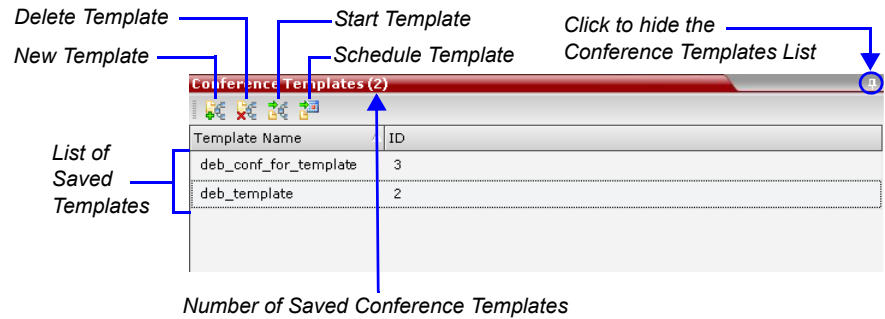 Delete Template
Start Template
Click to hide the
New Template
Schedule Template
Conference Templates List
Conference Templates (2)
Template Name ID
List of
Saved
Templates
deb_conf_for_template 3
deb_template 2
Number of Saved Conference Templates